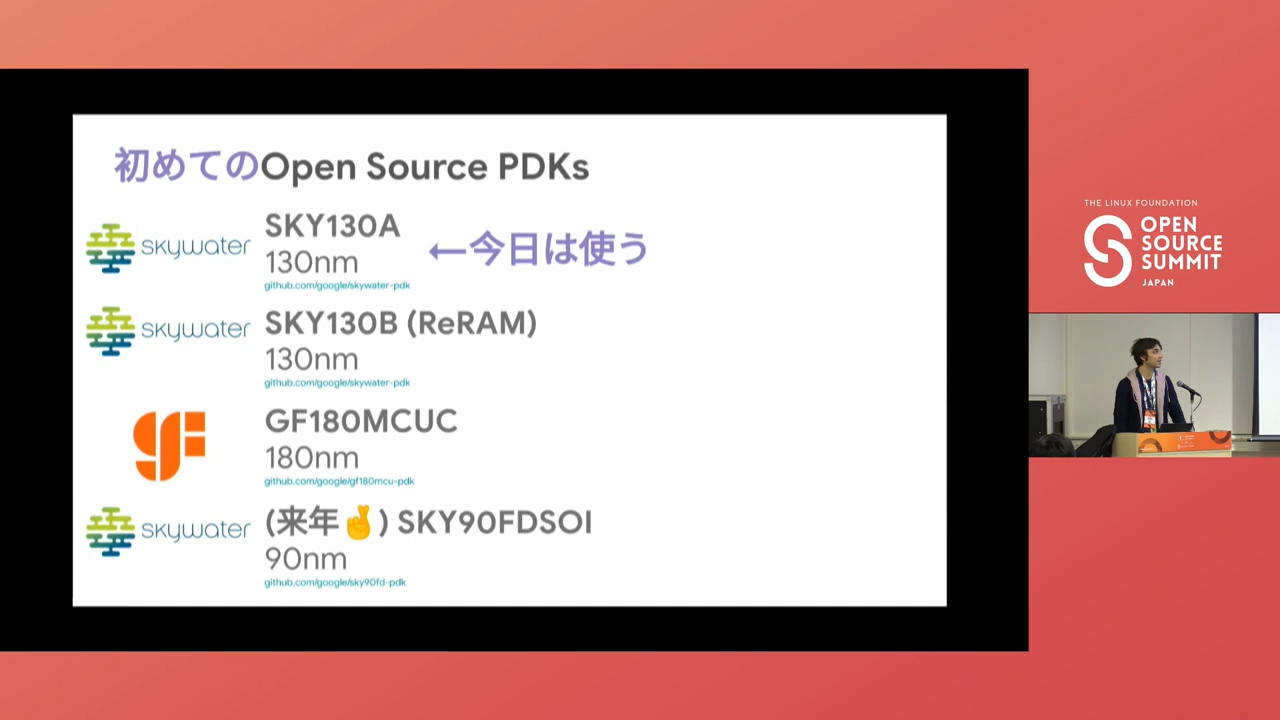 初めてのOpen Source PDKs
skywater
SKY130A
130nm
github.com/google/skywater-pdk
←今日は使う
skywater
SKY130B (ReRAM)
130nm
github.com/google/skywater-pdk
GF
GF180MCUC
180nm
github.com/google/gf180mcu-pdk
skywater
(来年🤞) SKY90FDSOI
90nm
github.com/google/sky90fd-pdk
THE LINUX FOUNDATION
OPEN
SOURCE
SUMMIT
JAPAN